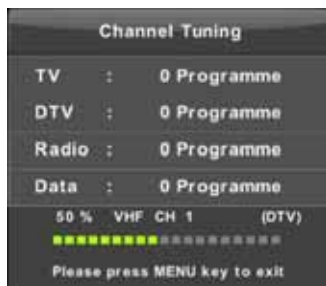 Channel Tuning
TV : 0 Programme
DTV : 0 Programme
Radio : 0 Programme
Data : 0 Programme
50 % VHF CH 1 (DTV)
Please press MENU key to exit